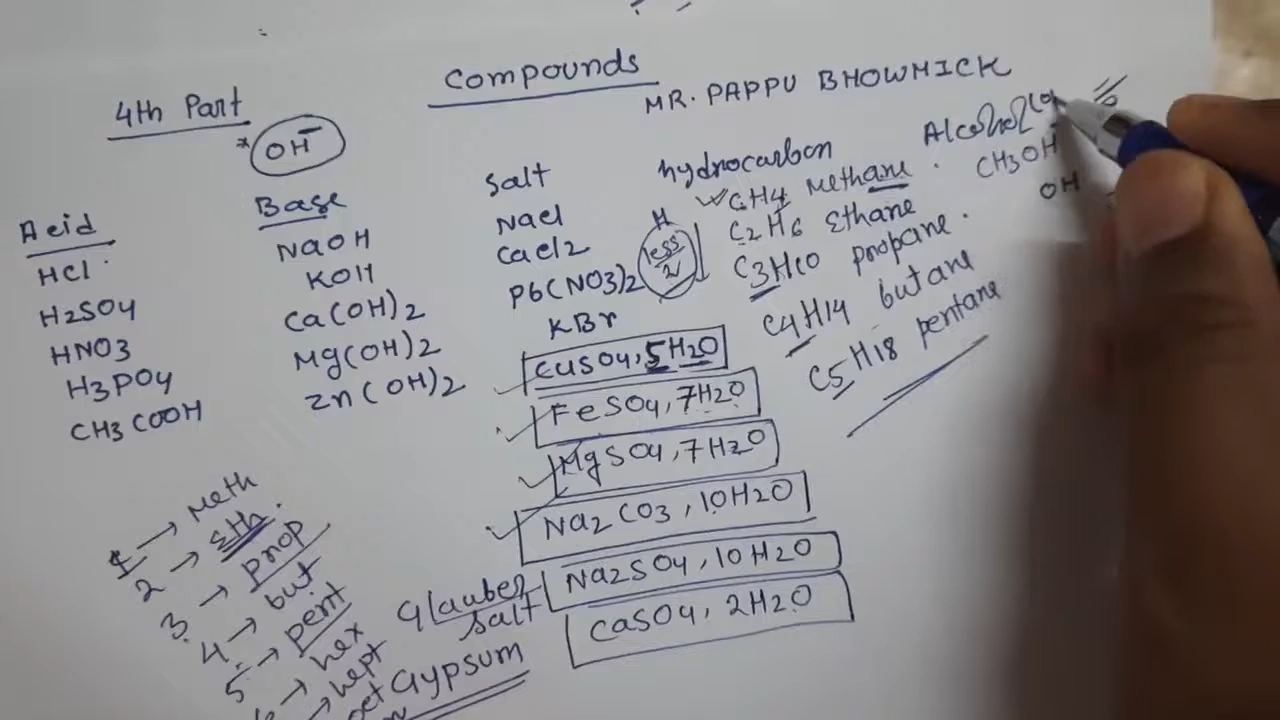 Compounds
MR. PAPPU BHOWMICK
4th Part
* OH−
Acid
HCl
H2SO4
HNO3
H3PO4
CH3COOH
Base
NaOH
KOH
Ca(OH)2
Mg(OH)2
Zn(OH)2
Salt
NaCl
CaCl2
Pb(NO3)2
KBr
CuSO4, 5H2O
FeSO4, 7H2O
MgSO4, 7H2O
Na2CO3, 10H2O
Na2SO4, 10H2O
CaSO4, 2H2O
Glauber
salt
Gypsum
hydrocarbon
CH4 Methane
C2H6 Ethane
C3HCO propane
C4H14 butane
C5H18 pentane
H
less
2
Alcohol
CH3OH
OH
1 → Meth
2 → Eth
3 → prop
4 → but
5 → pent
→ hex
→ hept
oct